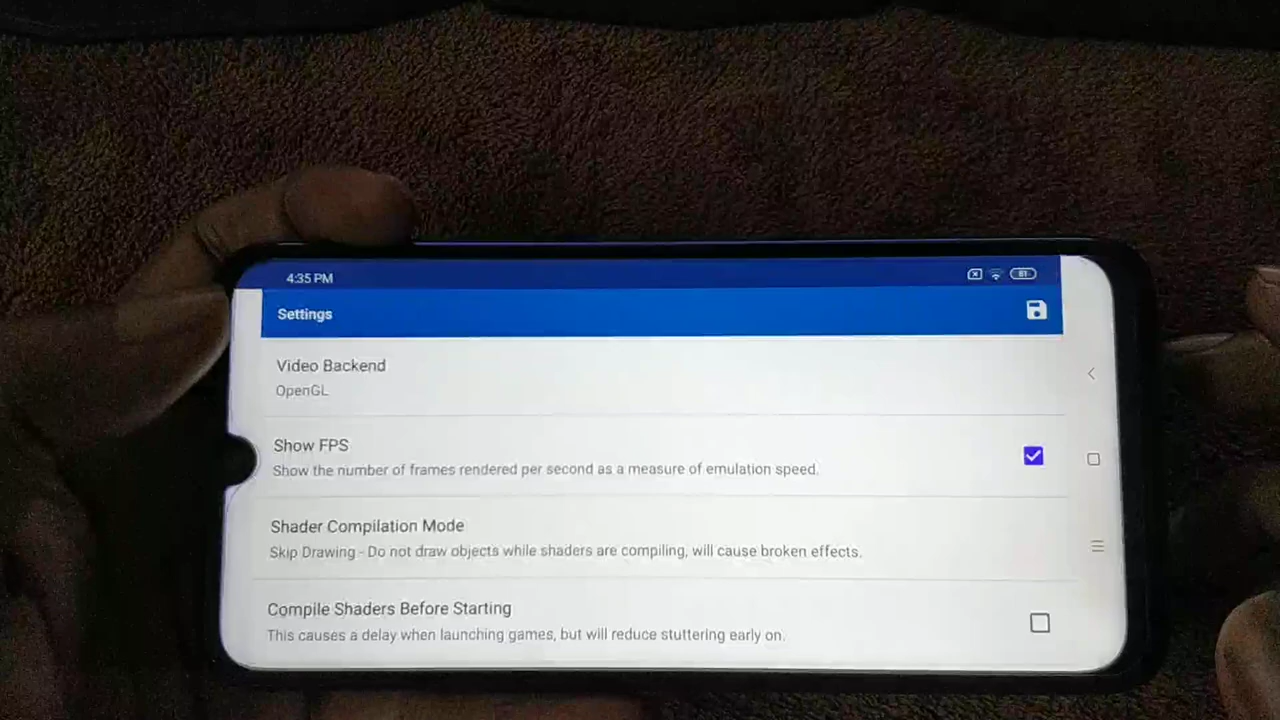 4:35 PM
81
Settings
Video Backend
OpenGL
Show FPS
Show the number of frames rendered per second as a measure of emulation speed.
Shader Compilation Mode
Skip Drawing - Do not draw objects while shaders are compiling, will cause broken effects.
Compile Shaders Before Starting
This causes a delay when launching games, but will reduce stuttering early on.